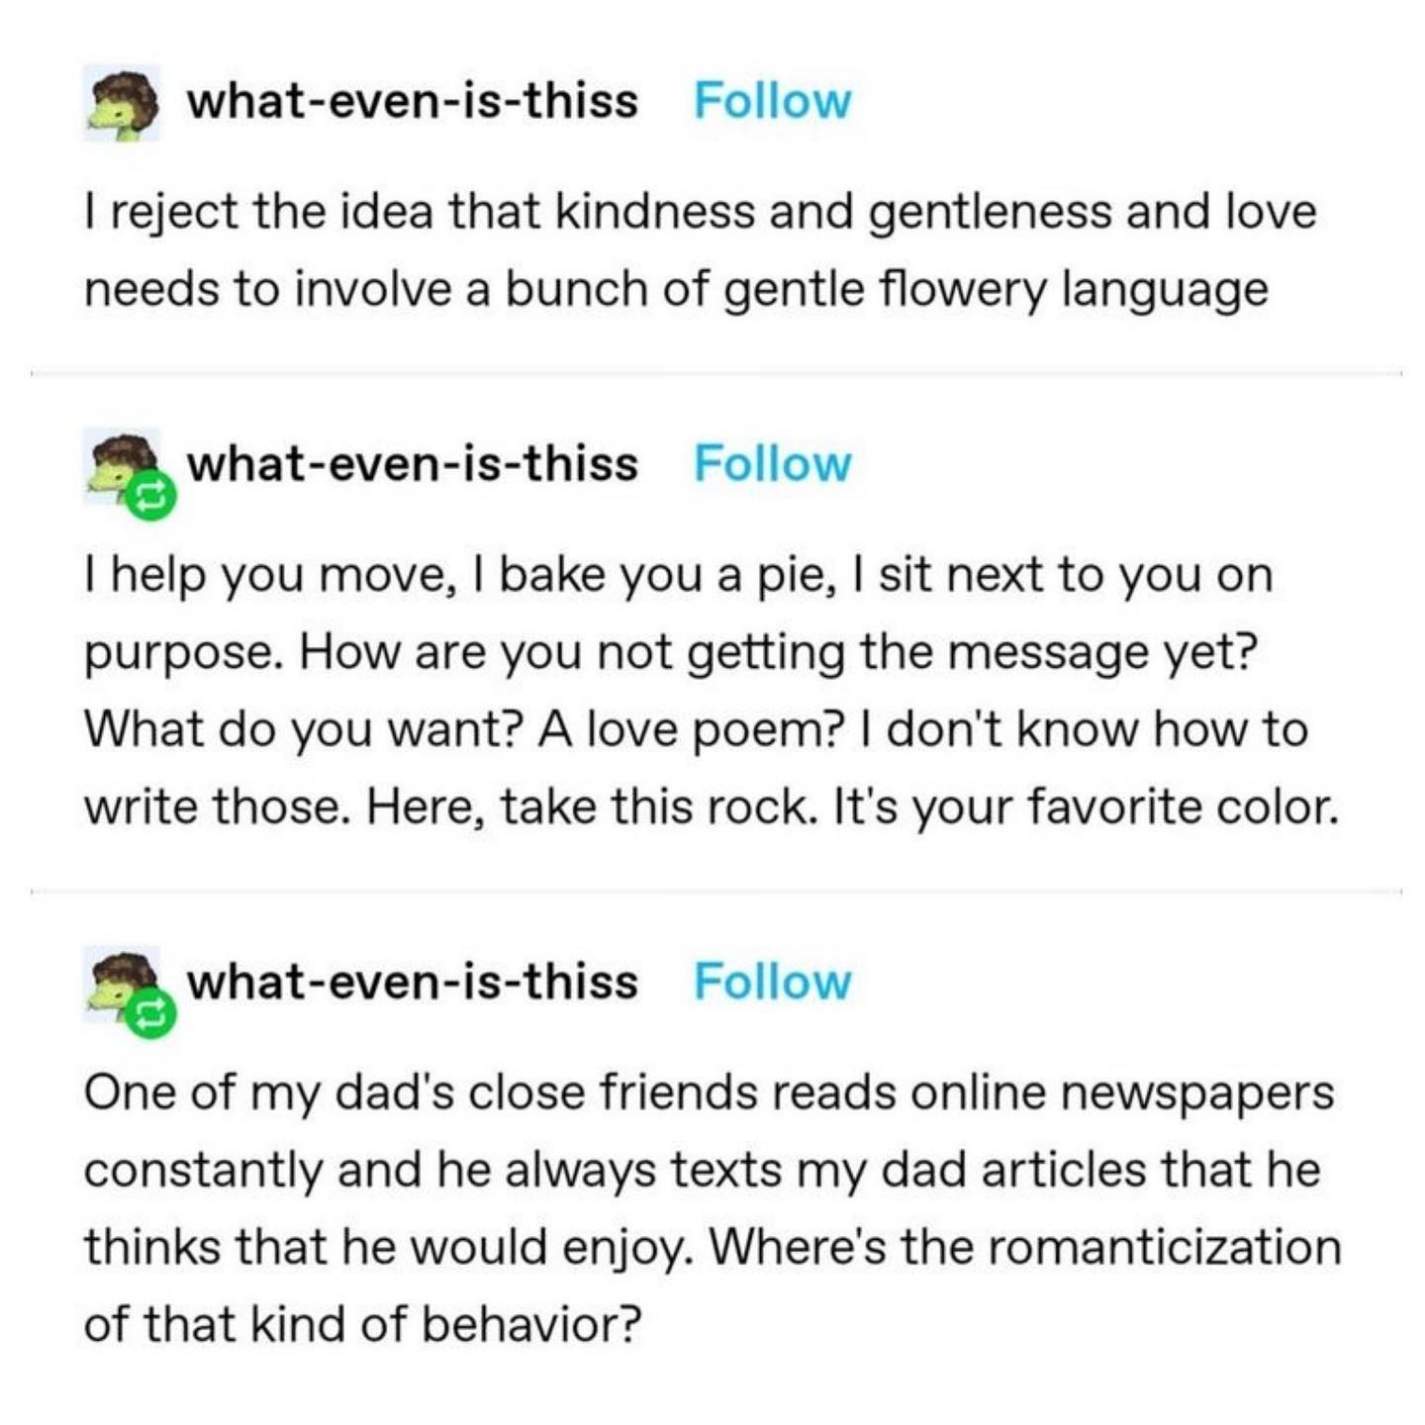 what-even-is-thiss Follow
I reject the idea that kindness and gentleness and love
needs to involve a bunch of gentle flowery language
what-even-is-thiss Follow
I help you move, I bake you a pie, I sit next to you on
purpose. How are you not getting the message yet?
What do you want? A love poem? I don't know how to
write those. Here, take this rock. It's your favorite color.
what-even-is-thiss Follow
One of my dad's close friends reads online newspapers
constantly and he always texts my dad articles that he
thinks that he would enjoy. Where's the romanticization
of that kind of behavior?